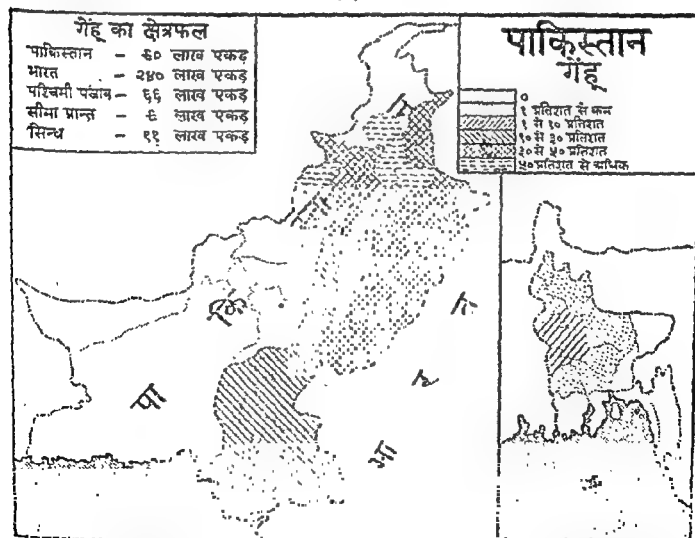 गेंहू का क्षेत्रफल
पाकिस्तान - ९० लाख एकड़
भारत - २४० लाख एकड़
पश्चिमी पंजाब - ६६ लाख एकड़
सीमा प्रान्त - ६ लाख एकड़
सिन्ध - ११ लाख एकड़
पाकिस्तान
गेंहू
०
१ प्रतिशत से कम
१ से १० प्रतिशत
१० से ३० प्रतिशत
३० से ५० प्रतिशत
५० प्रतिशत से अधिक
पा
भा
र
त